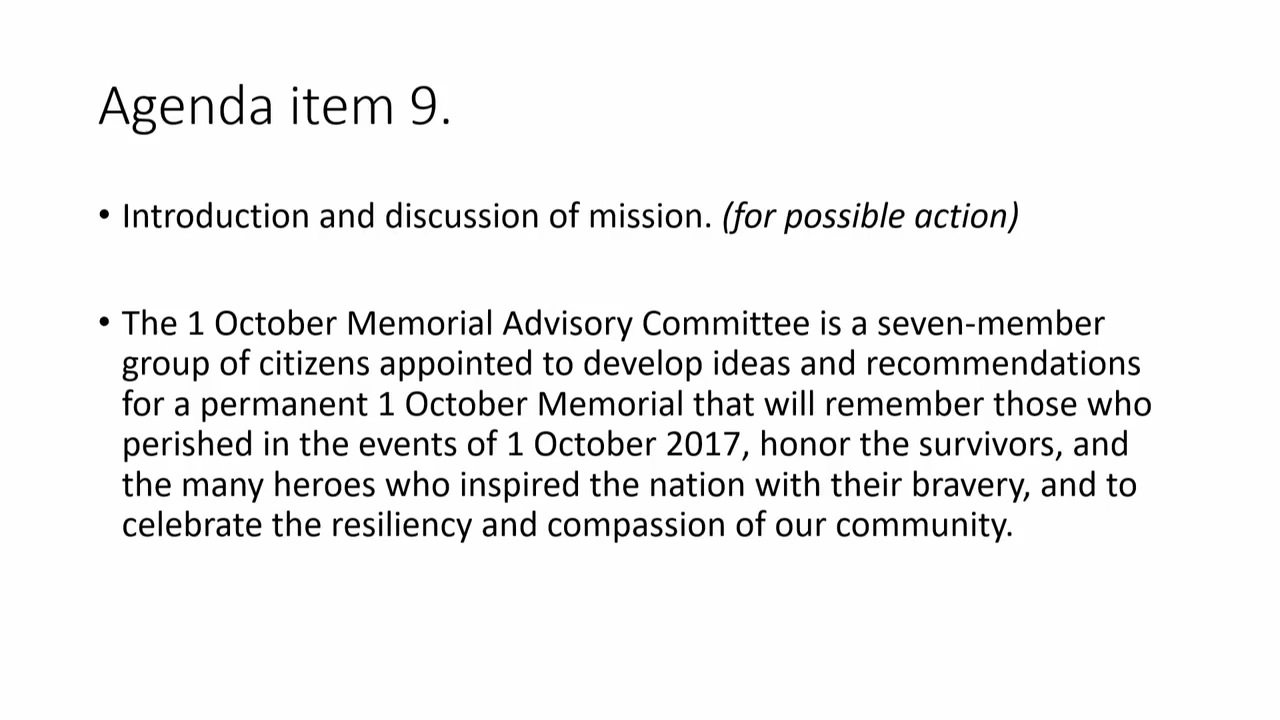 Agenda item 9.
• Introduction and discussion of mission. (for possible action)
• The 1 October Memorial Advisory Committee is a seven-member
group of citizens appointed to develop ideas and recommendations
for a permanent 1 October Memorial that will remember those who
perished in the events of 1 October 2017, honor the survivors, and
the many heroes who inspired the nation with their bravery, and to
celebrate the resiliency and compassion of our community.